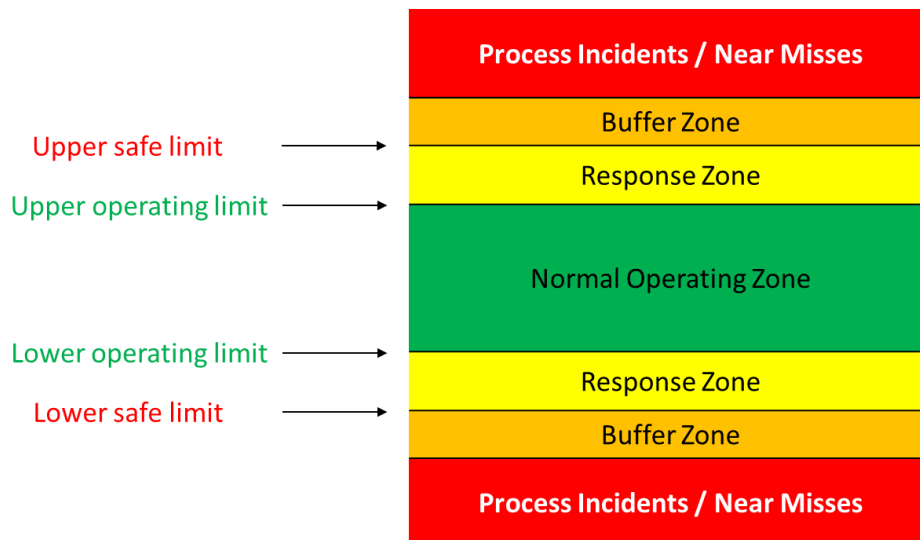 Process Incidents / Near Misses
Buffer Zone
Upper safe limit
Response Zone
Upper operating limit
Normal Operating Zone
Lower operating limit
Response Zone
Lower safe limit
Buffer Zone
Process Incidents / Near Misses